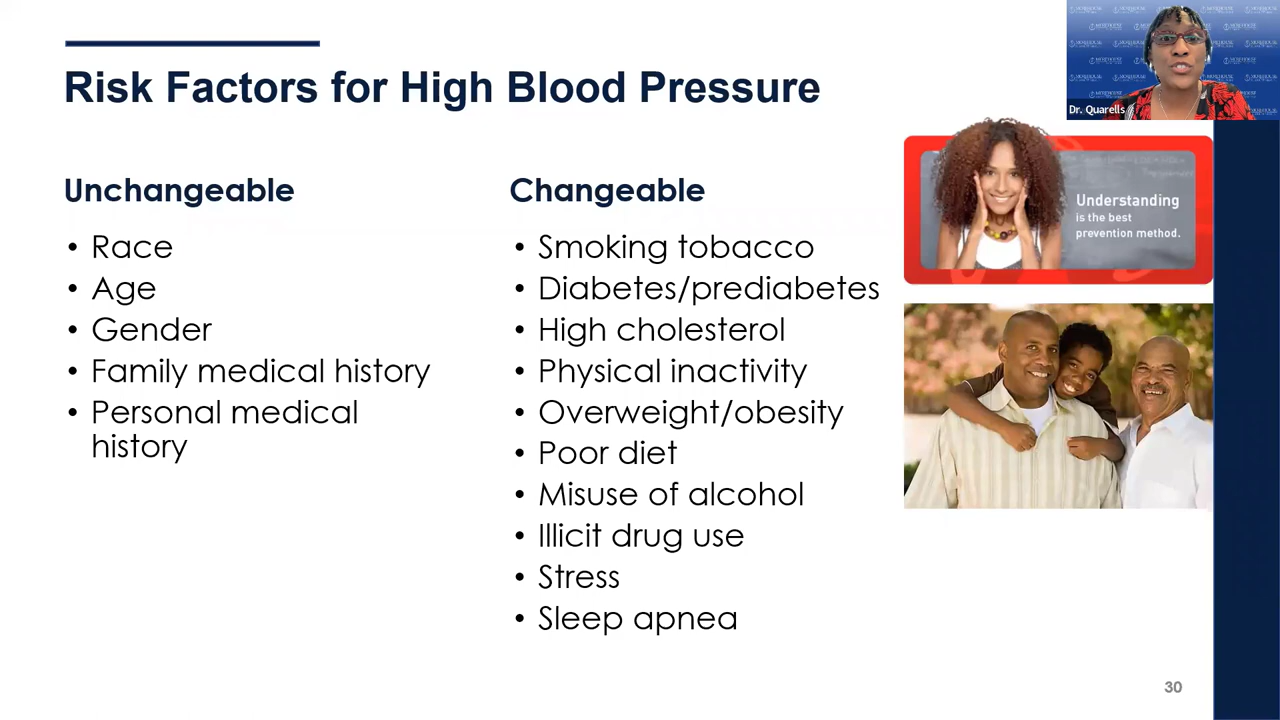 Risk Factors for High Blood Pressure
Dr. Quarells
Unchangeable
• Race
• Age
• Gender
• Family medical history
• Personal medical
history
Changeable
• Smoking tobacco
• Diabetes/prediabetes
• High cholesterol
• Physical inactivity
• Overweight/obesity
• Poor diet
• Misuse of alcohol
• Illicit drug use
• Stress
• Sleep apnea
Understanding
is the best
prevention method.
30